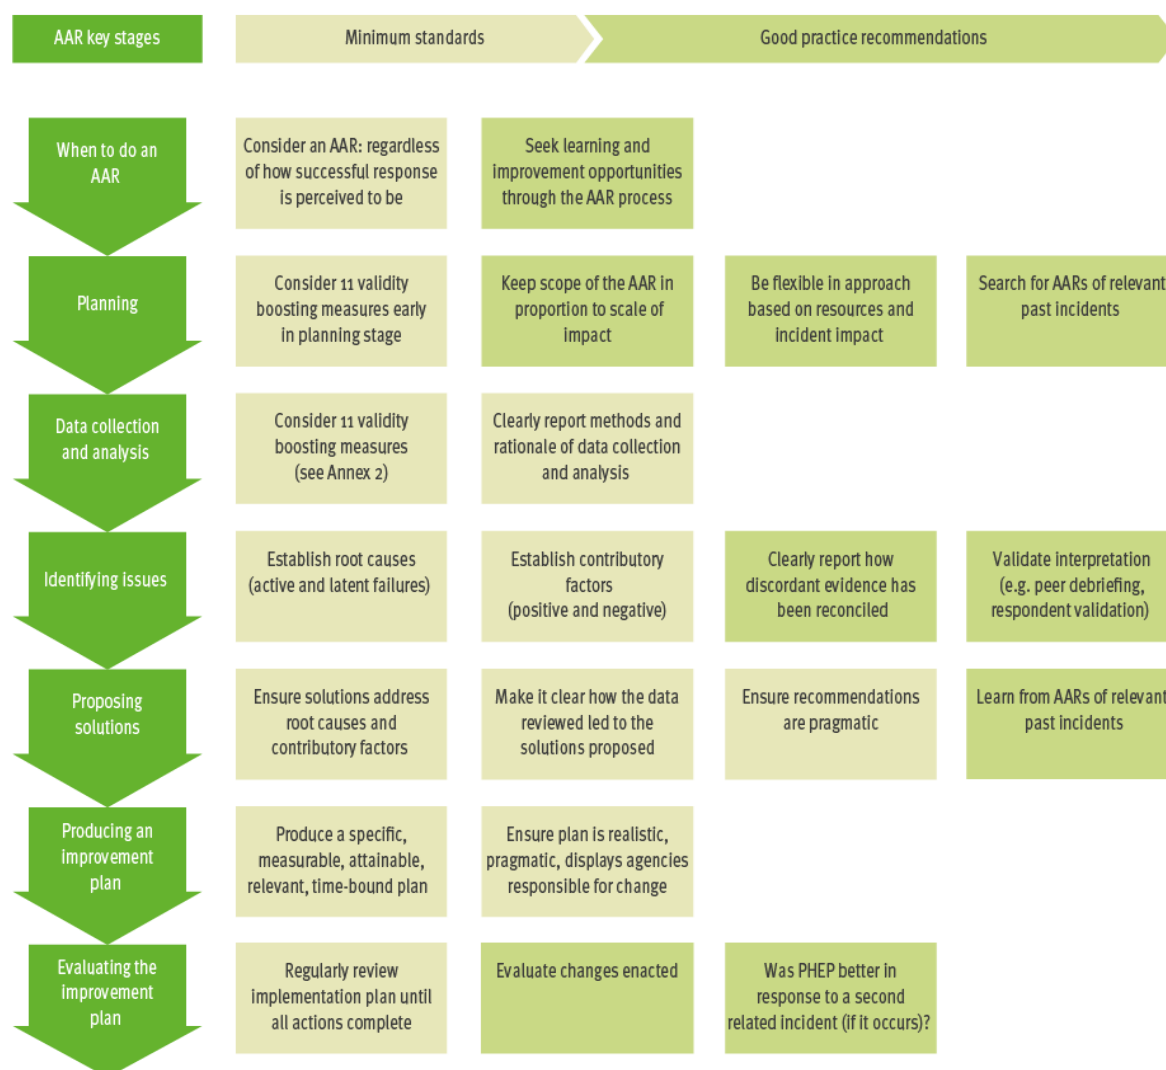 AAR key stages
Minimum standards
Good practice recommendations
When to do an
AAR
Consider an AAR: regardless
of how successful response
is perceived to be
Seek learning and
improvement opportunities
through the AAR process
Planning
Consider 11 validity
boosting measures early
in planning stage
Keep scope of the AAR in
proportion to scale of
impact
Be flexible in approach
based on resources and
incident impact
Search for AARs of relevant
past incidents
Data collection
and analysis
Consider 11 validity
boosting measures
(see Annex 2)
Clearly report methods and
rationale of data collection
and analysis
Identifying issues
Establish root causes
(active and latent failures)
Establish contributory
factors
(positive and negative)
Clearly report how
discordant evidence has
been reconciled
Validate interpretation
(e.g. peer debriefing,
respondent validation)
Proposing
solutions
Ensure solutions address
root causes and
contributory factors
Make it clear how the data
reviewed led to the
solutions proposed
Ensure recommendations
are pragmatic
Learn from AARs of relevant
past incidents
Producing an
improvement
plan
Produce a specific,
measurable, attainable,
relevant, time-bound plan
Ensure plan is realistic,
pragmatic, displays agencies
responsible for change
Evaluating the
improvement
plan
Regularly review
implementation plan until
all actions complete
Evaluate changes enacted
Was PHEP better in
response to a second
related incident (if it occurs)?